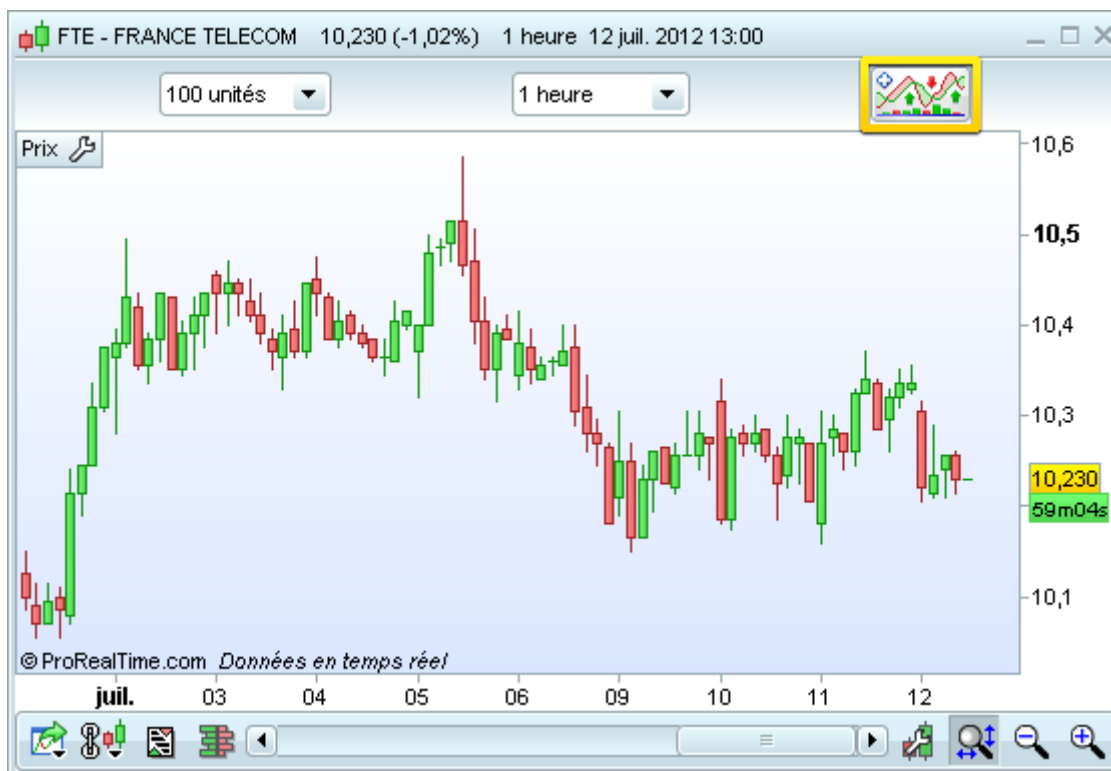 FTE - FRANCE TELECOM 10,230 (-1,02%) 1 heure 12 juil. 2012 13:00
100 unités 1 heure
Prix
10,6
10,5
10,4
10,3
10,230
59m04s
10,1
© ProRealTime.com Données en temps réel
juil. 03 04 05 06 09 10 11 12